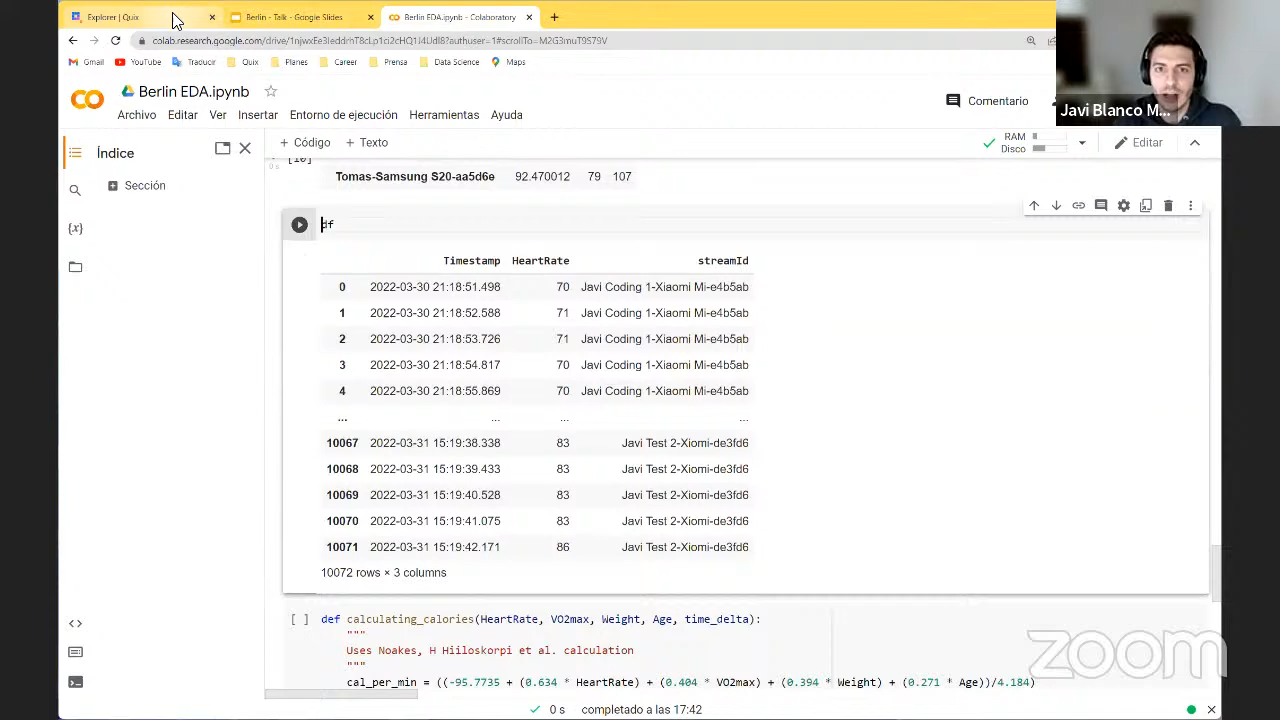 Explorer | Quix
Berlin - Talk - Google Slides
Berlin EDA.ipynb - Colaboratory
Gmail YouTube Traducir Quix Planes Career Prensa Data Science Maps
Berlin EDA.ipynb
Comentario
Archivo Editar Ver Insertar Entorno de ejecución Herramientas Ayuda
Javi Blanco M...
Índice
+ Código + Texto
RAM
Disco
Editar
Sección
0 s
Tomas-Samsung S20-aa5d6e 92.470012 79 107
df
Timestamp HeartRate streamId
0 2022-03-30 21:18:51.498 70 Javi Coding 1-Xiaomi Mi-e4b5ab
1 2022-03-30 21:18:52.588 71 Javi Coding 1-Xiaomi Mi-e4b5ab
2 2022-03-30 21:18:53.726 71 Javi Coding 1-Xiaomi Mi-e4b5ab
3 2022-03-30 21:18:54.817 70 Javi Coding 1-Xiaomi Mi-e4b5ab
4 2022-03-30 21:18:55.869 70 Javi Coding 1-Xiaomi Mi-e4b5ab
... ... ... ...
10067 2022-03-31 15:19:38.338 83 Javi Test 2-Xiomi-de3fd6
10068 2022-03-31 15:19:39.433 83 Javi Test 2-Xiomi-de3fd6
10069 2022-03-31 15:19:40.528 83 Javi Test 2-Xiomi-de3fd6
10070 2022-03-31 15:19:41.075 83 Javi Test 2-Xiomi-de3fd6
10071 2022-03-31 15:19:42.171 86 Javi Test 2-Xiomi-de3fd6
10072 rows × 3 columns
[ ] def calculating_calories(HeartRate, VO2max, Weight, Age, time_delta):
"""
Uses Noakes, H Hiiloskorpi et al. calculation
"""
cal_per_min = ((-95.7735 + (0.634 * HeartRate) + (0.404 * VO2max) + (0.394 * Weight) + (0.271 * Age))/4.184)
zoom
0 s completado a las 17:42